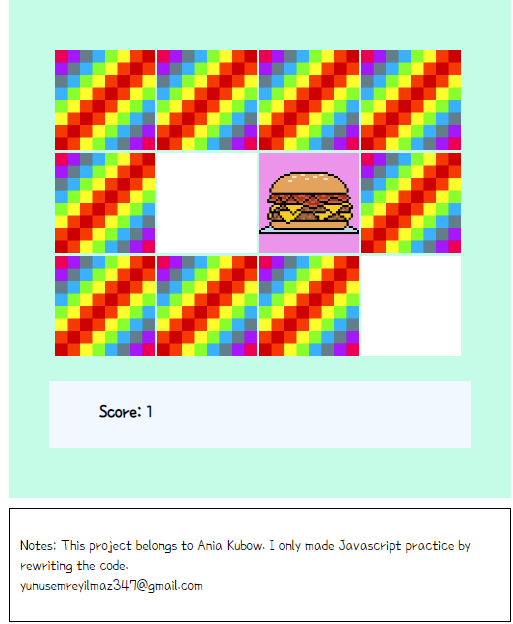 Score: 1
Notes: This project belongs to Ania Kubow. I only made Javascript practice by
rewriting the code.
yunusemreyilmaz347@gmail.com